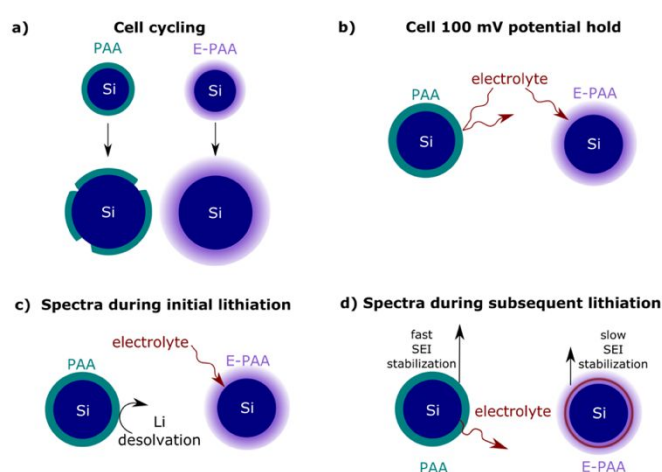 a) Cell cycling
PAA E-PAA
Si Si
Si Si
b) Cell 100 mV potential hold
electrolyte
PAA E-PAA
Si Si
c) Spectra during initial lithiation
electrolyte
PAA E-PAA
Si Si
Li
desolvation
d) Spectra during subsequent lithiation
fast
SEI
stabilization
slow
SEI
stabilization
PAA
Si electrolyte Si
PAA E-PAA